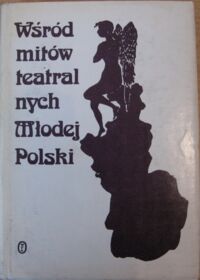 Wśród
mitów
teatral
nych
Młodej
Polski